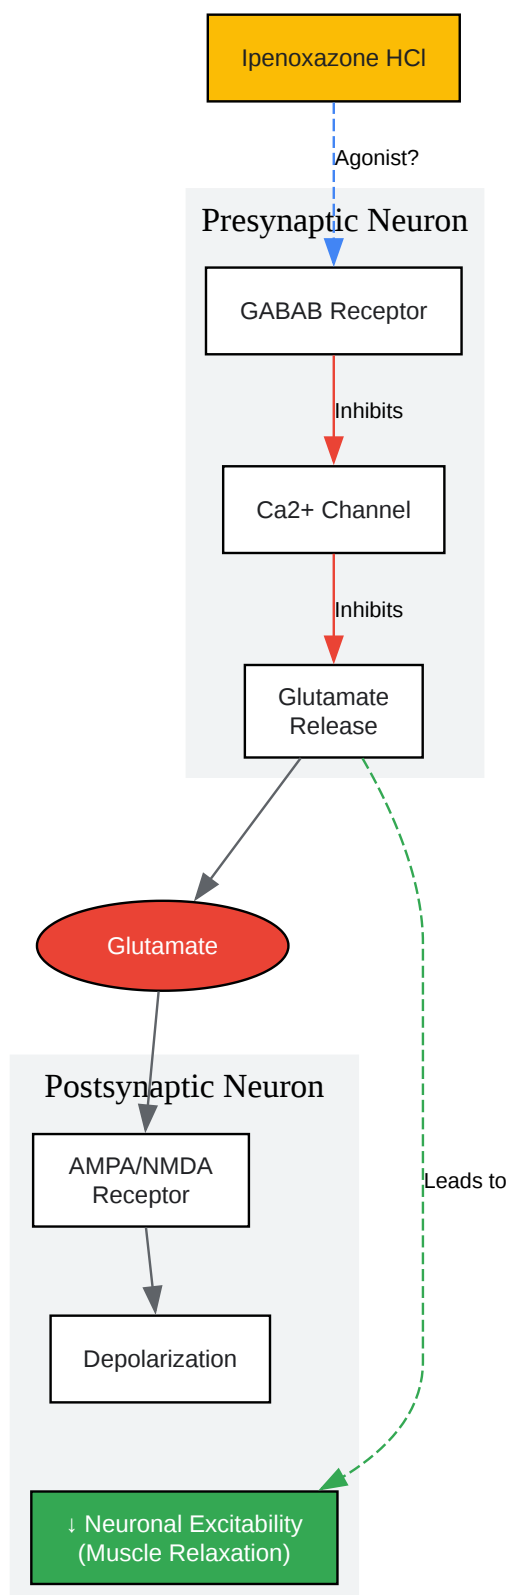 Ipenoxazone HCl
Agonist?
Presynaptic Neuron
GABAB Receptor
Inhibits
Ca2+ Channel
Inhibits
Glutamate
Release
Glutamate
Postsynaptic Neuron
AMPA/NMDA
Receptor
Leads to
Depolarization
↓ Neuronal Excitability
(Muscle Relaxation)